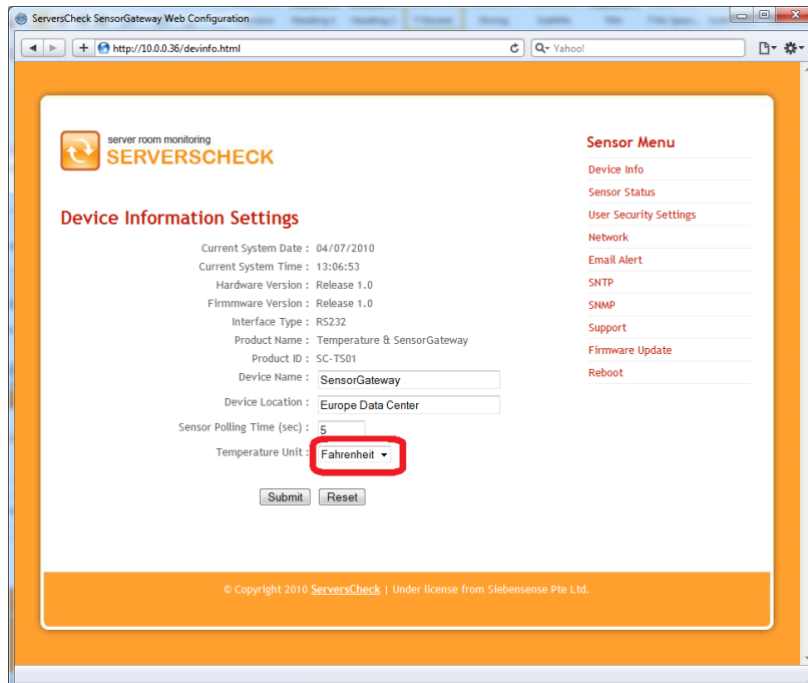 ServersCheck SensorGateway Web Configuration
http://10.0.0.36/devinfo.html
Yahoo!
server room monitoring
SERVERSCHECK
Sensor Menu
Device Info
Sensor Status
User Security Settings
Network
Email Alert
SNTP
SNMP
Support
Firmware Update
Reboot
Device Information Settings
Current System Date : 04/07/2010
Current System Time : 13:06:53
Hardware Version : Release 1.0
Firmmware Version : Release 1.0
Interface Type : RS232
Product Name : Temperature & SensorGateway
Product ID : SC-TS01
Device Name : SensorGateway
Device Location : Europe Data Center
Sensor Polling Time (sec) : 5
Temperature Unit : Fahrenheit
Submit Reset
© Copyright 2010 ServersCheck | Under license from Siebensense Pte Ltd.